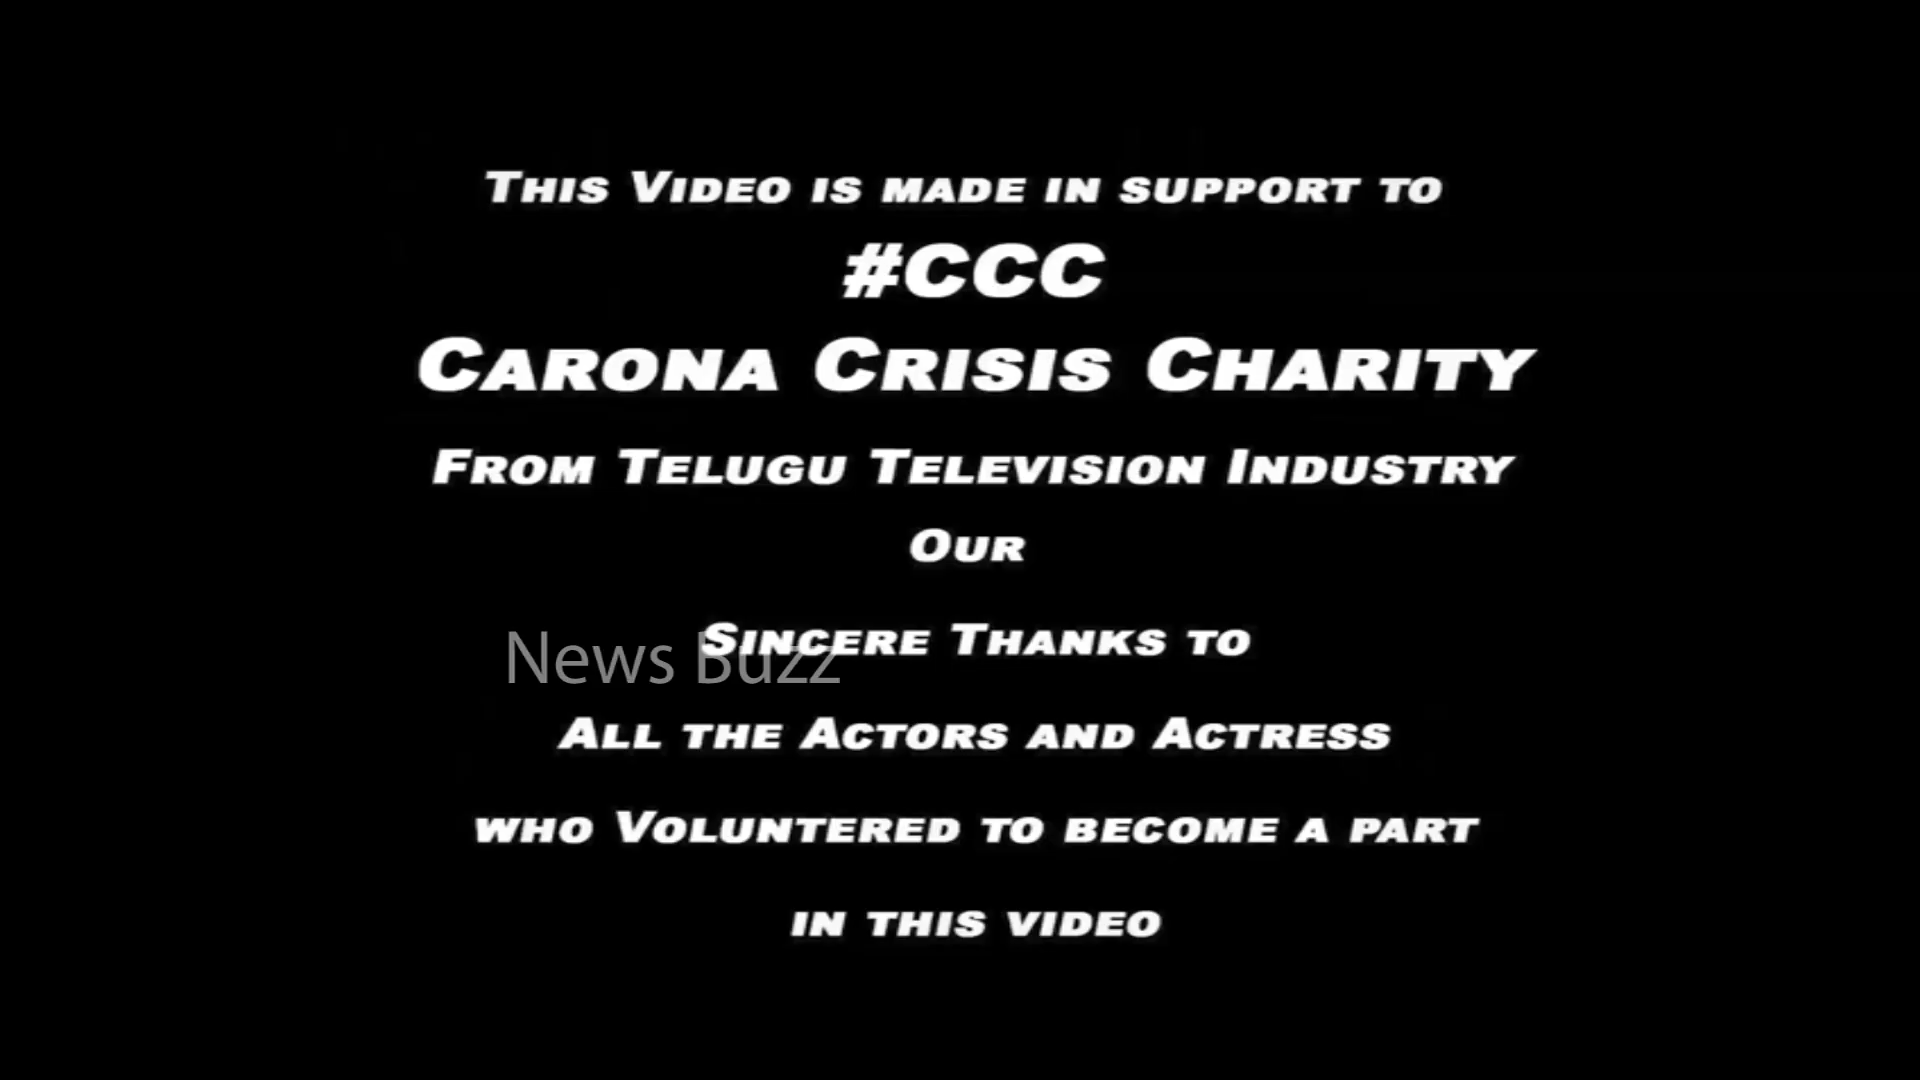 This Video is made in support to
#CCC
Carona Crisis Charity
From Telugu Television Industry
Our
Sincere Thanks to
News Buzz
All the Actors and Actress
who Voluntered to become a part
in this video